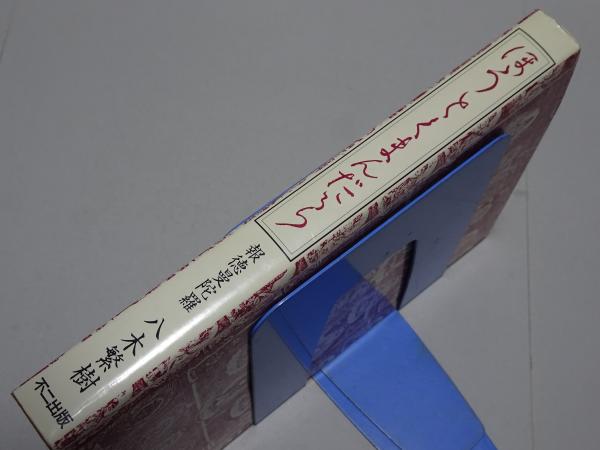 ほうとくまんだら
報徳曼陀羅
八木繁樹
不二出版